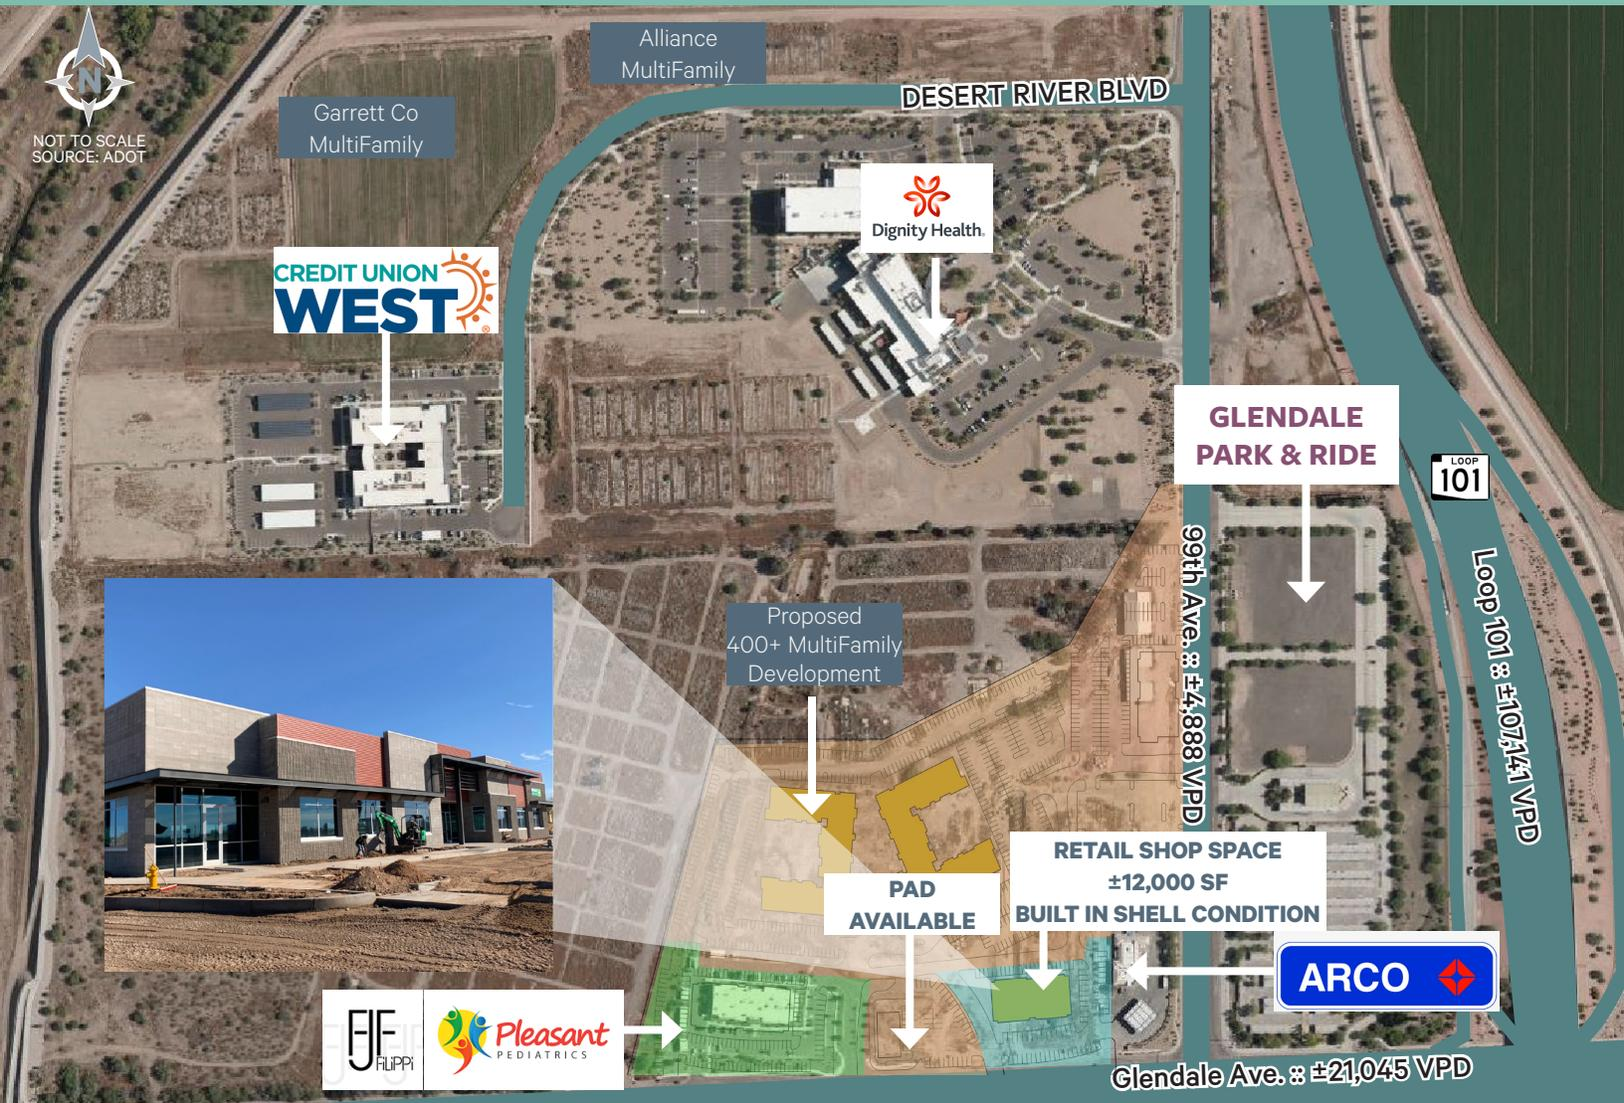 Alliance
MultiFamily
N
NOT TO SCALE
SOURCE: ADOT
Garrett Co
MultiFamily
DESERT RIVER BLVD
Dignity Health®
CREDIT UNION
WEST®
GLENDALE
PARK & RIDE
LOOP
101
99th Ave. :: ±4,888 VPD
Loop 101 :: ±107,141 VPD
Proposed
400+ MultiFamily
Development
RETAIL SHOP SPACE
±12,000 SF
BUILT IN SHELL CONDITION
PAD
AVAILABLE
ARCO
FJF
FiLiPPi
Pleasant
PEDIATRICS
Glendale Ave. :: ±21,045 VPD